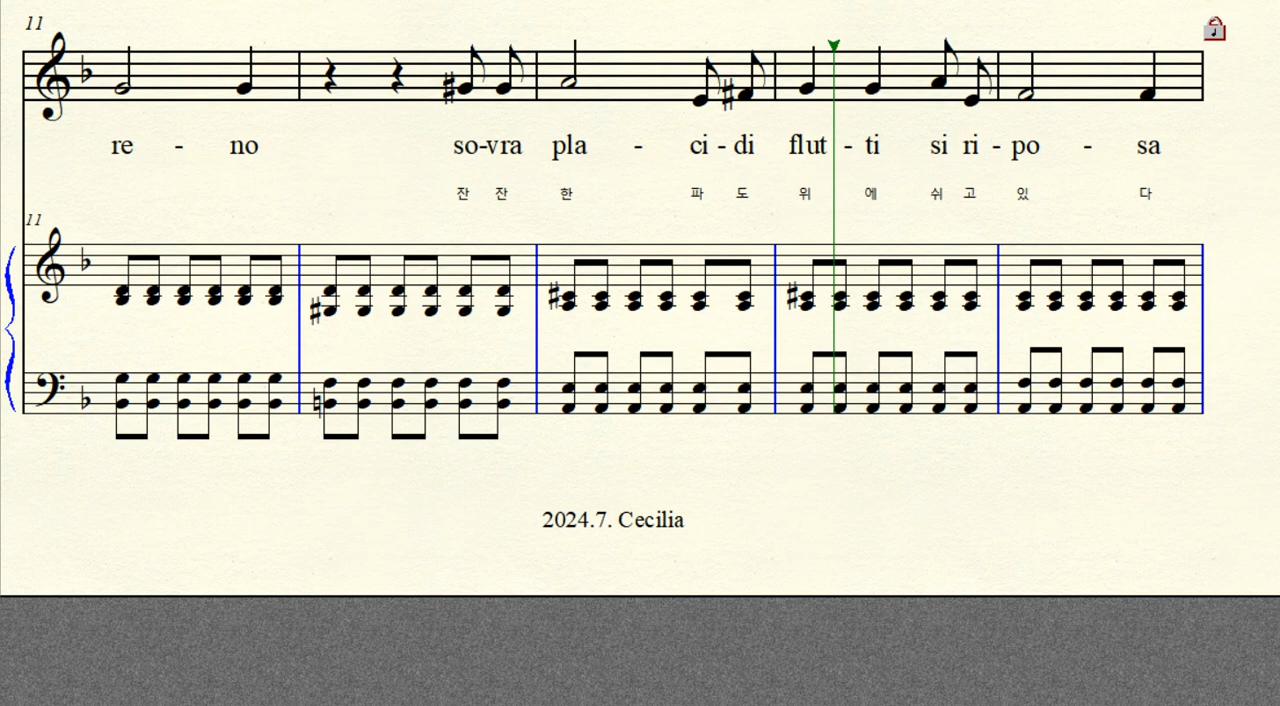 11
re - no so-vra pla - ci - di flut - ti si ri - po - sa
잔 잔 한 파 도 위 에 쉬 고 있 다
11
2024.7. Cecilia